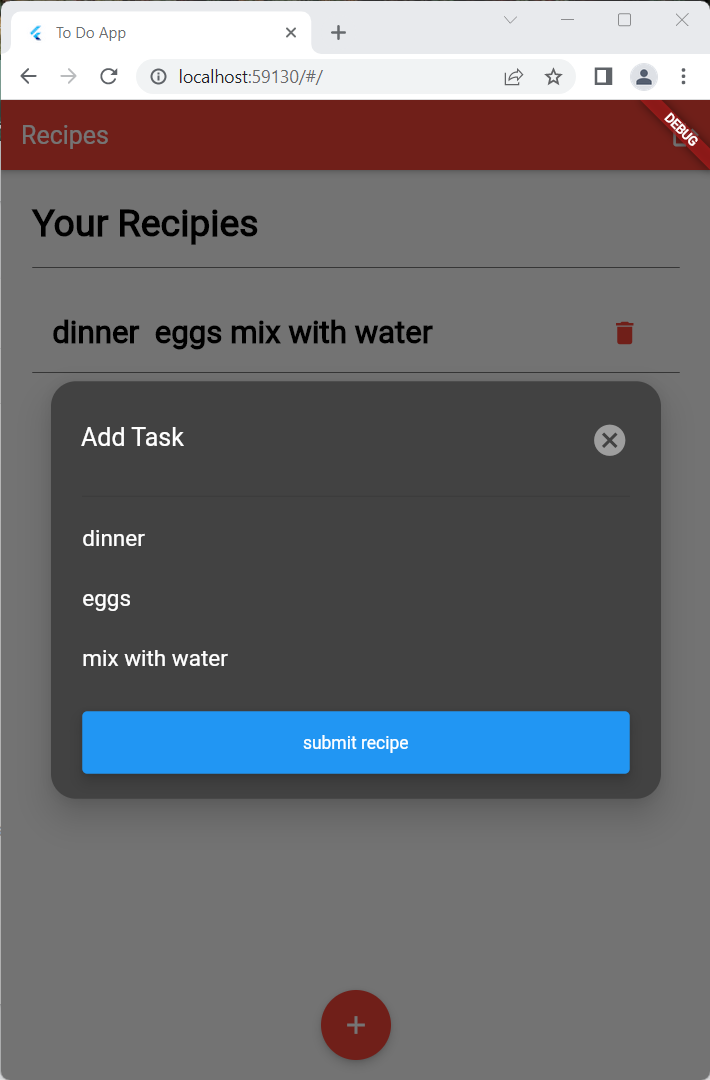 To Do App
localhost:59130/#/
Recipes
DEBUG
Your Recipies
dinner  eggs mix with water
Add Task
dinner
eggs
mix with water
submit recipe